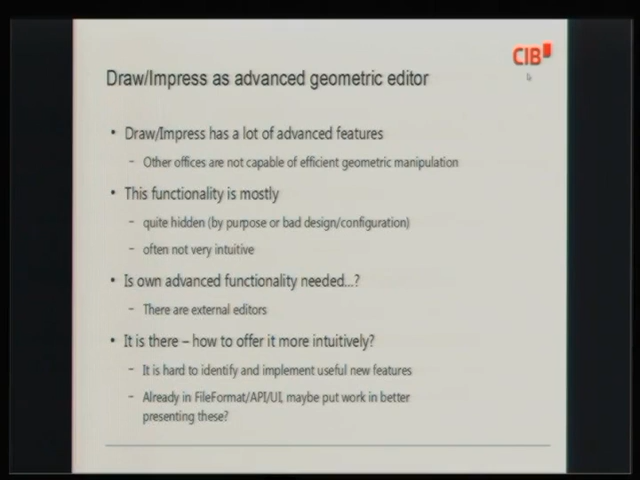 CIB
Draw/Impress as advanced geometric editor
• Draw/Impress has a lot of advanced features
– Other offices are not capable of efficient geometric manipulation
• This functionality is mostly
– quite hidden (by purpose or bad design/configuration)
– often not very intuitive
• Is own advanced functionality needed...?
– There are external editors
• It is there – how to offer it more intuitively?
– It is hard to identify and implement useful new features
– Already in FileFormat/API/UI, maybe put work in better
presenting these?